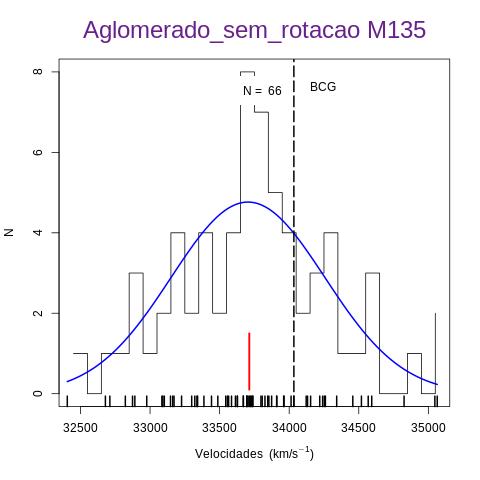 Aglomerado_sem_rotacao M135
8
N = 66
BCG
6
N
4
2
0
32500 33000 33500 34000 34500 35000
Velocidades (km/s⁻¹)